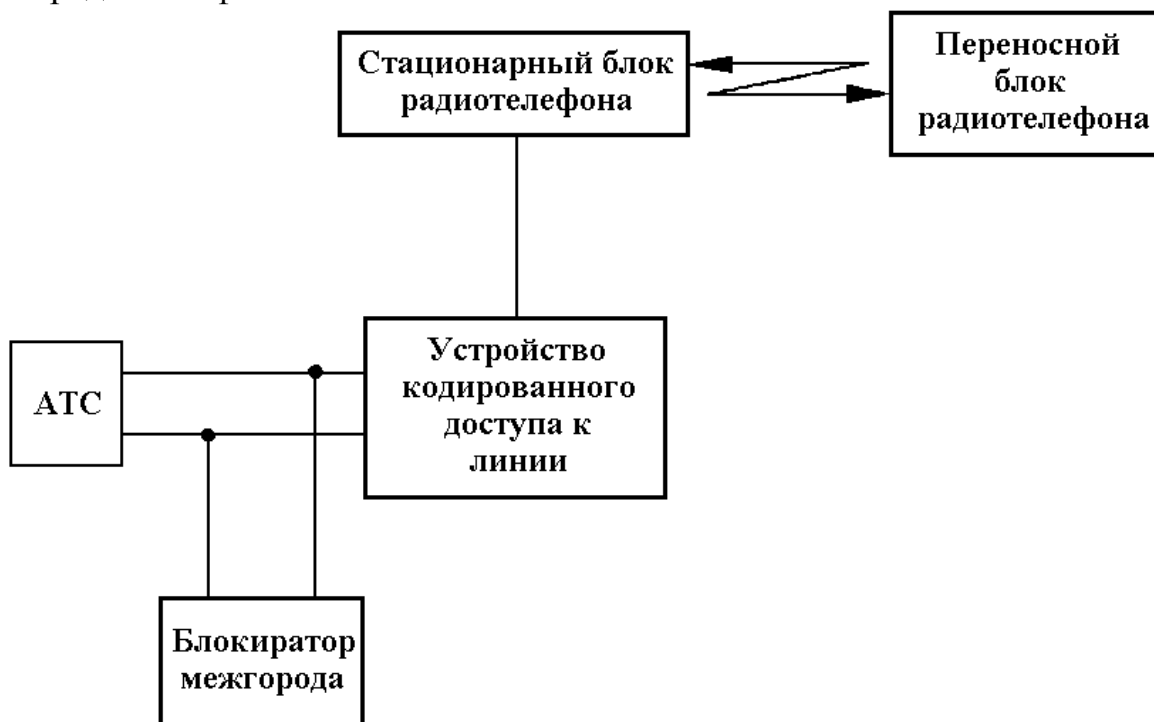 Стационарный блок
радиотелефона
Переносной
блок
радиотелефона
АТС
Устройство
кодированного
доступа к
линии
Блокиратор
межгорода